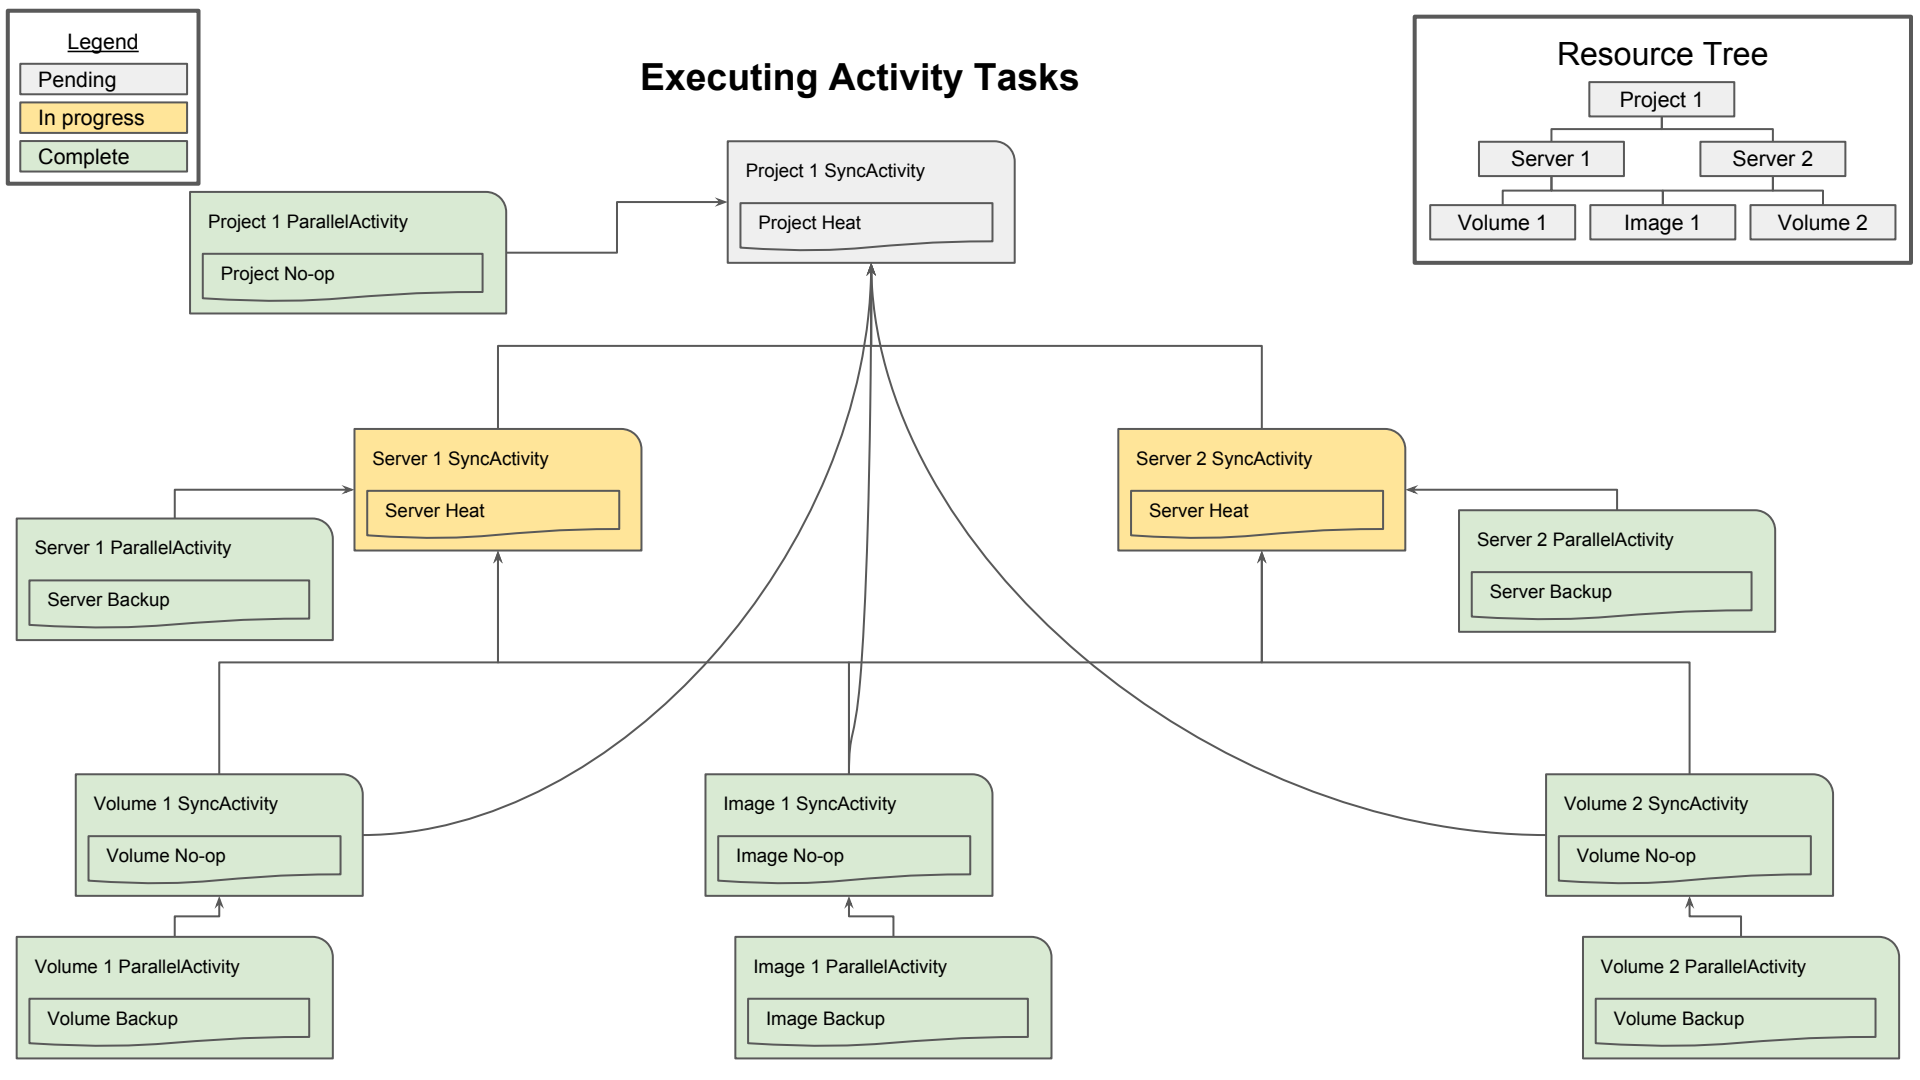 Legend
Pending
In progress
Complete
Executing Activity Tasks
Resource Tree
Project 1
Server 1
Server 2
Volume 1
Image 1
Volume 2
Project 1 SyncActivity
Project Heat
Project 1 ParallelActivity
Project No-op
Server 1 SyncActivity
Server Heat
Server 2 SyncActivity
Server Heat
Server 1 ParallelActivity
Server Backup
Server 2 ParallelActivity
Server Backup
Volume 1 SyncActivity
Volume No-op
Image 1 SyncActivity
Image No-op
Volume 2 SyncActivity
Volume No-op
Volume 1 ParallelActivity
Volume Backup
Image 1 ParallelActivity
Image Backup
Volume 2 ParallelActivity
Volume Backup